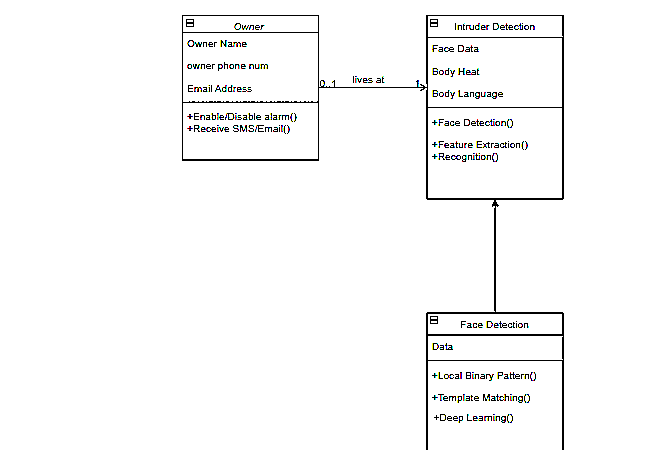 Owner
Owner Name
owner phone num
Email Address
+Enable/Disable alarm()
+Receive SMS/Email()
0..1
lives at
1
Intruder Detection
Face Data
Body Heat
Body Language
+Face Detection()
+Feature Extraction()
+Recognition()
Face Detection
Data
+Local Binary Pattern()
+Template Matching()
+Deep Learning()